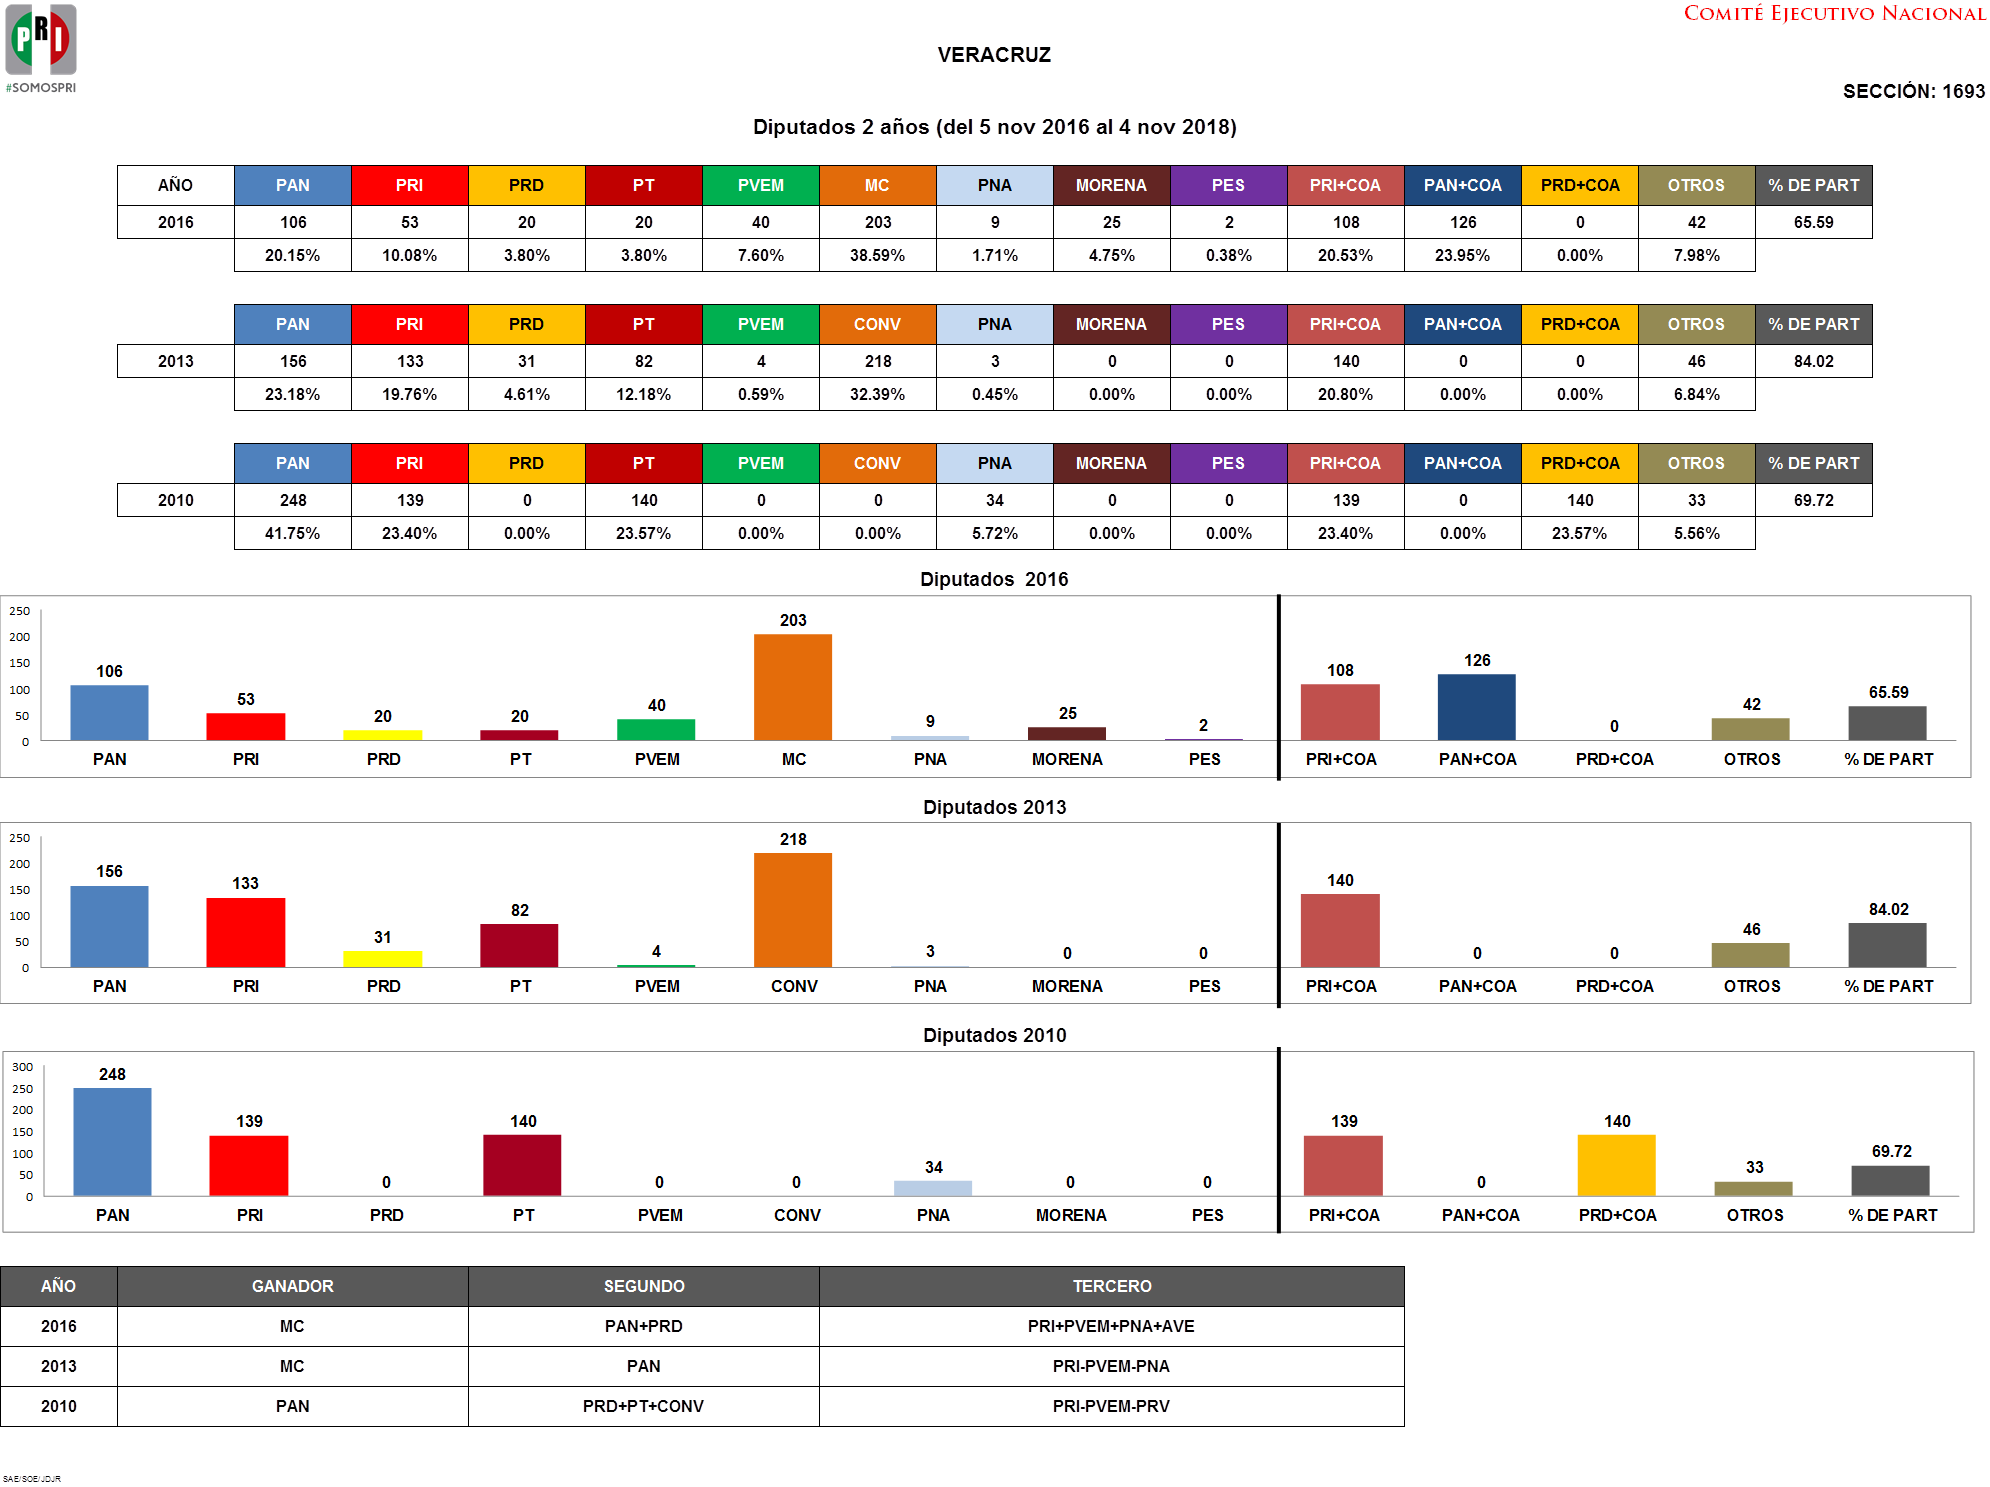 COMITÉ EJECUTIVO NACIONAL
PRI
#SOMOSPRI
VERACRUZ
SECCIÓN: 1693
Diputados 2 años (del 5 nov 2016 al 4 nov 2018)
AÑO PAN PRI PRD PT PVEM MC PNA MORENA PES PRI+COA PAN+COA PRD+COA OTROS % DE PART
2016 106 53 20 20 40 203 9 25 2 108 126 0 42 65.59
20.15% 10.08% 3.80% 3.80% 7.60% 38.59% 1.71% 4.75% 0.38% 20.53% 23.95% 0.00% 7.98%
PAN PRI PRD PT PVEM CONV PNA MORENA PES PRI+COA PAN+COA PRD+COA OTROS % DE PART
2013 156 133 31 82 4 218 3 0 0 140 0 0 46 84.02
23.18% 19.76% 4.61% 12.18% 0.59% 32.39% 0.45% 0.00% 0.00% 20.80% 0.00% 0.00% 6.84%
PAN PRI PRD PT PVEM CONV PNA MORENA PES PRI+COA PAN+COA PRD+COA OTROS % DE PART
2010 248 139 0 140 0 0 34 0 0 139 0 140 33 69.72
41.75% 23.40% 0.00% 23.57% 0.00% 0.00% 5.72% 0.00% 0.00% 23.40% 0.00% 23.57% 5.56%
Diputados 2016
250
200
150
100
50
0
106 53 20 20 40 203 9 25 2 108 126 0 42 65.59
PAN PRI PRD PT PVEM MC PNA MORENA PES PRI+COA PAN+COA PRD+COA OTROS % DE PART
Diputados 2013
250
200
150
100
50
0
156 133 31 82 4 218 3 0 0 140 0 0 46 84.02
PAN PRI PRD PT PVEM CONV PNA MORENA PES PRI+COA PAN+COA PRD+COA OTROS % DE PART
Diputados 2010
300
250
200
150
100
50
0
248 139 0 140 0 0 34 0 0 139 0 140 33 69.72
PAN PRI PRD PT PVEM CONV PNA MORENA PES PRI+COA PAN+COA PRD+COA OTROS % DE PART
AÑO GANADOR SEGUNDO TERCERO
2016 MC PAN+PRD PRI+PVEM+PNA+AVE
2013 MC PAN PRI-PVEM-PNA
2010 PAN PRD+PT+CONV PRI-PVEM-PRV
SAE/SOE/JDJR